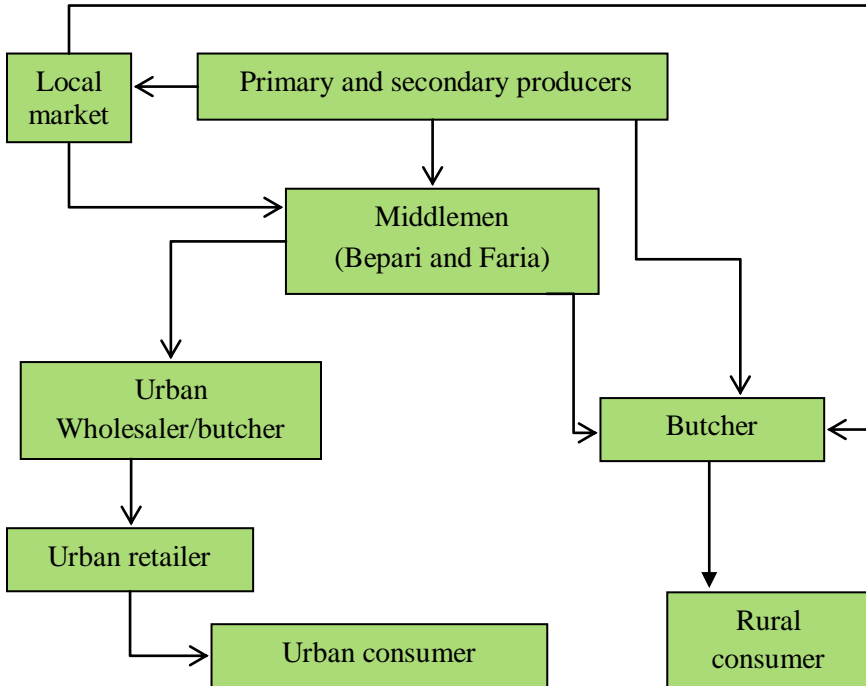 Local
market
Primary and secondary producers
Middlemen
(Bepari and Faria)
Urban
Wholesaler/butcher
Butcher
Urban retailer
Urban consumer
Rural
consumer